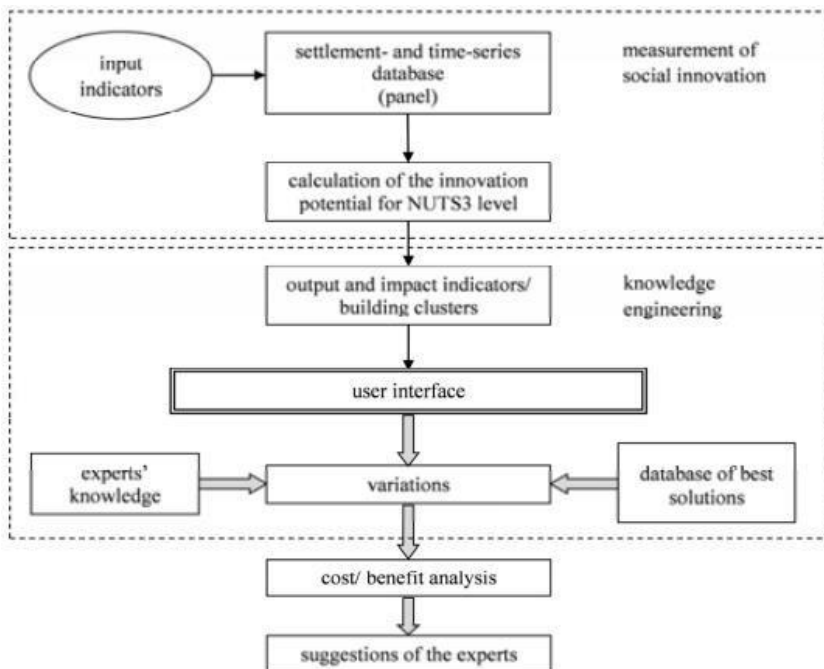 input
indicators
settlement- and time-series
database
(panel)
measurement of
social innovation
calculation of the innovation
potential for NUTS3 level
output and impact indicators/
building clusters
knowledge
engineering
user interface
experts'
knowledge
variations
database of best
solutions
cost/ benefit analysis
suggestions of the experts